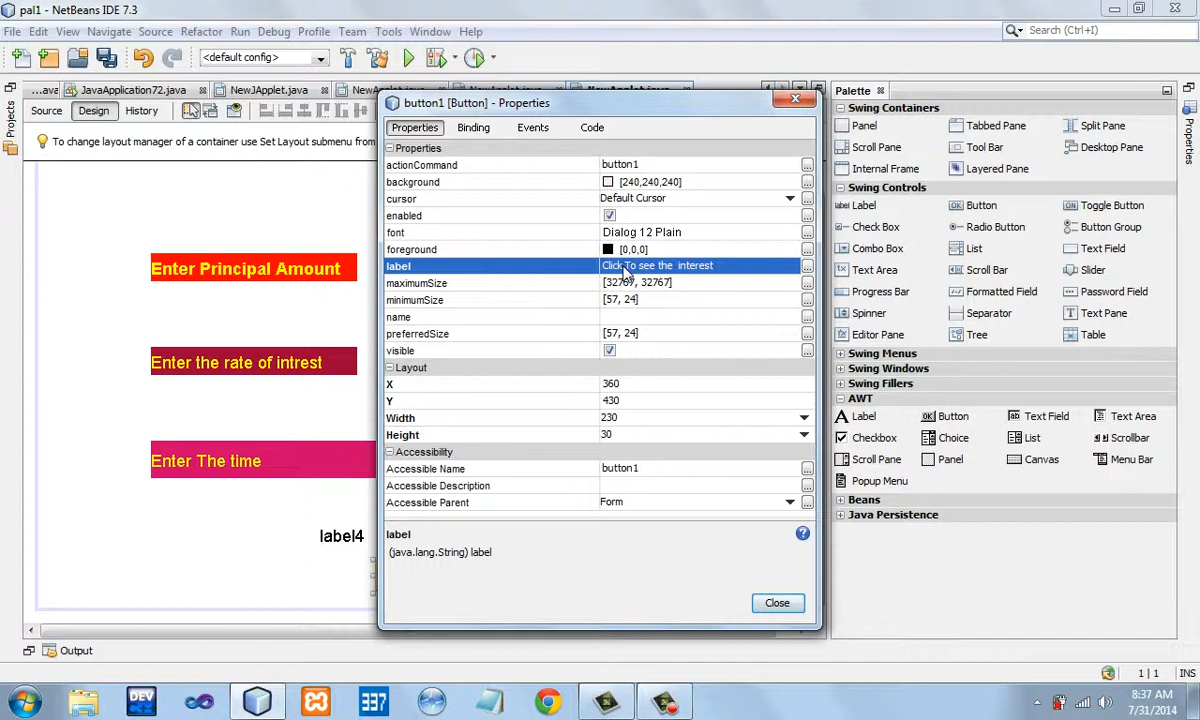 pal1 - NetBeans IDE 7.3
File Edit View Navigate Source Refactor Run Debug Profile Team Tools Window Help
Search (Ctrl+I)
<default config>
...ava JavaApplication72.java NewJApplet.java
Source Design History
To change layout manager of a container use Set Layout submenu from
Projects
Enter Principal Amount
Enter the rate of intrest
Enter The time
label4
Output
button1 [Button] - Properties
Properties Binding Events Code
Properties
actionCommand button1 ...
background [240,240,240] ...
cursor Default Cursor ...
enabled ...
font Dialog 12 Plain ...
foreground [0,0,0] ...
label Click To see the interest ...
maximumSize [32767, 32767] ...
minimumSize [57, 24] ...
name ...
preferredSize [57, 24] ...
visible ...
Layout
X 360
Y 430
Width 230
Height 30
Accessibility
Accessible Name button1 ...
Accessible Description ...
Accessible Parent Form ...
label
(java.lang.String) label
Close
Palette
Swing Containers
Panel Tabbed Pane Split Pane
Scroll Pane Tool Bar Desktop Pane
Internal Frame Layered Pane
Swing Controls
label Label OK Button OK Toggle Button
Check Box Radio Button Button Group
Combo Box List Text Field
Text Area Scroll Bar Slider
Progress Bar Formatted Field Password Field
Spinner Separator Text Pane
Editor Pane Tree Table
Swing Menus
Swing Windows
Swing Fillers
AWT
A Label OK Button Text Field Text Area
Checkbox Choice List Scrollbar
Scroll Pane Panel Canvas Menu Bar
Popup Menu
Beans
Java Persistence
Properties
1 | 1 INS
DEV 337
8:37 AM
7/31/2014